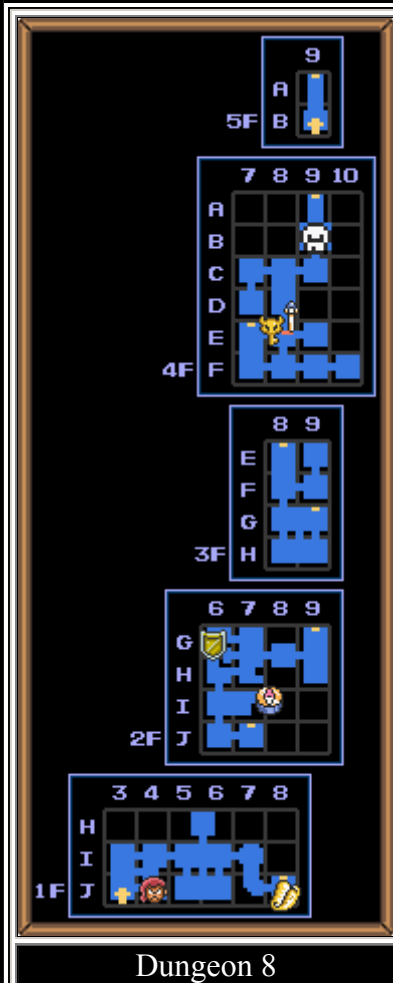 9
A
5F B
7 8 9 10
A
B
C
D
E
4F F
8 9
E
F
G
3F H
6 7 8 9
G
H
I
2F J
3 4 5 6 7 8
H
I
1F J
Dungeon 8